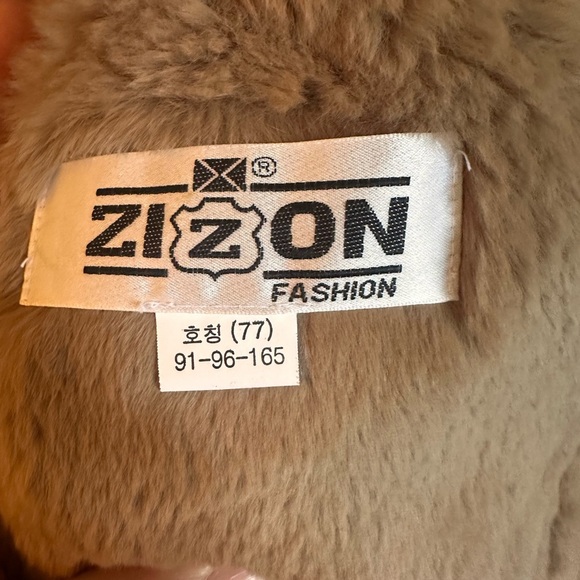 ®
ZIZON
FASHION
호칭 (77)
91-96-165